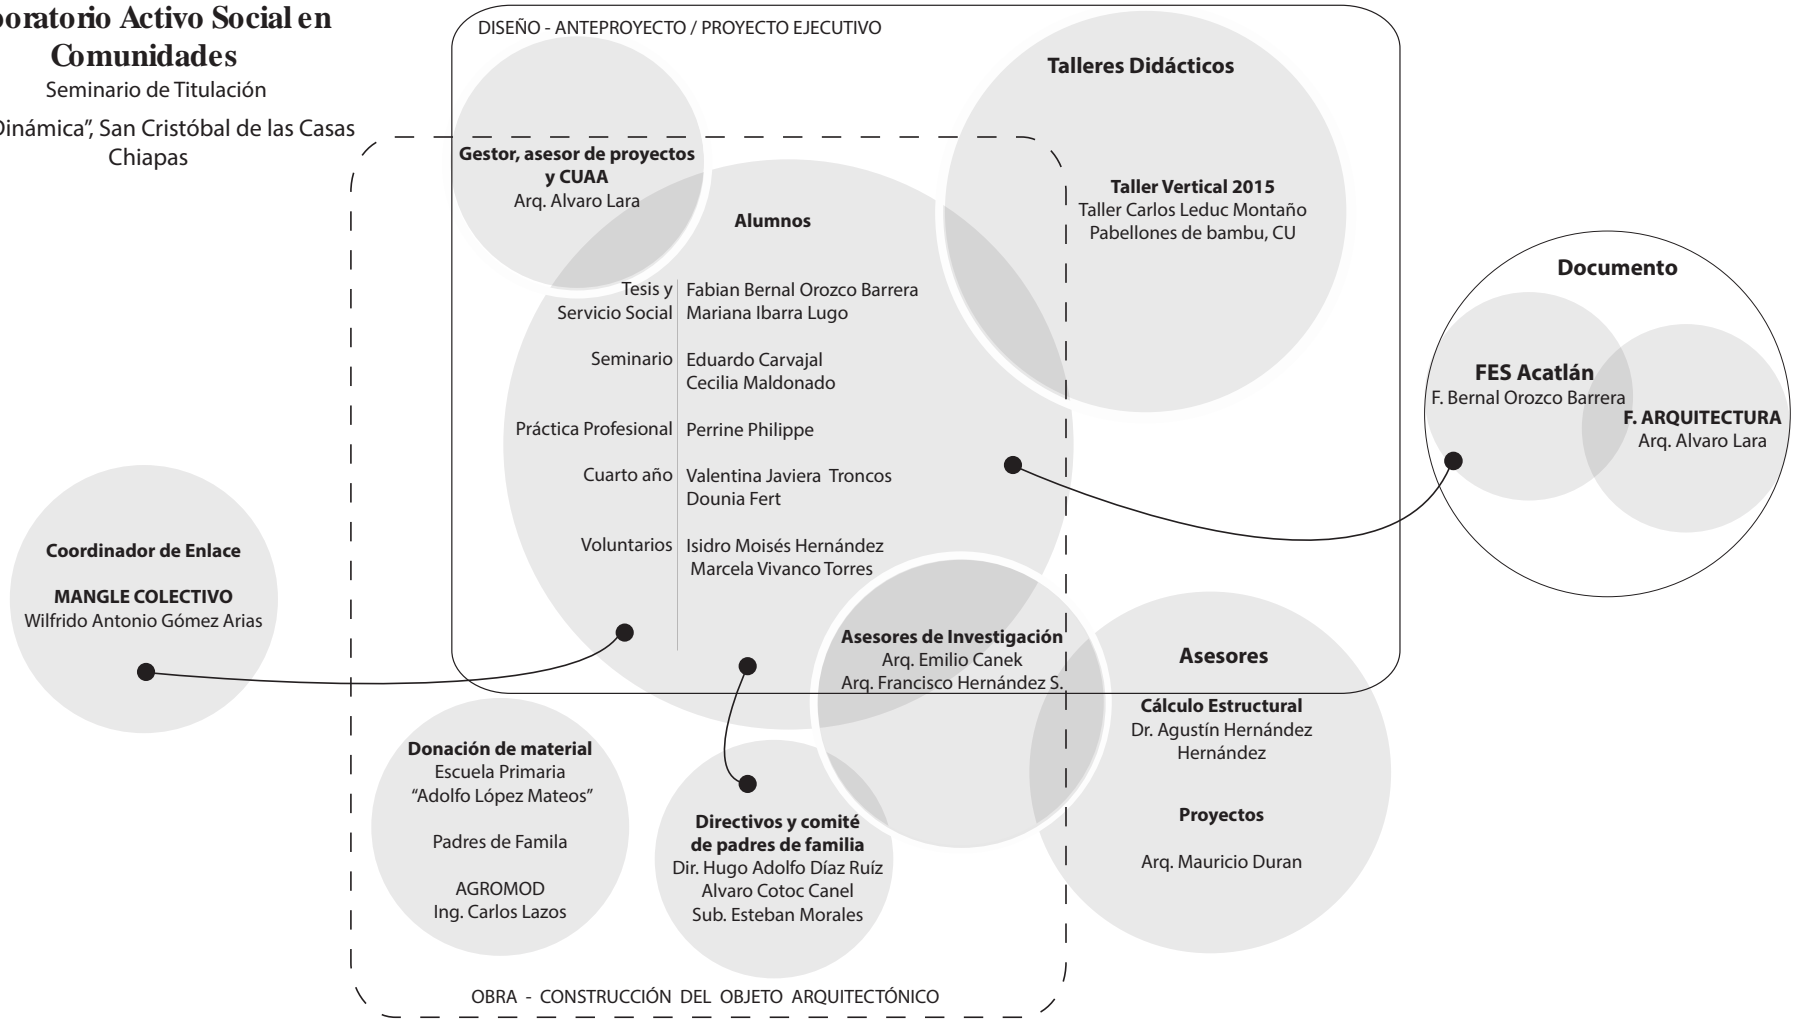 boratorio Activo Social en
Comunidades
Seminario de Titulación
Dinámica”, San Cristóbal de las Casas
Chiapas
DISEÑO - ANTEPROYECTO / PROYECTO EJECUTIVO
Gestor, asesor de proyectos
y CUAA
Arq. Alvaro Lara
Talleres Didácticos
Taller Vertical 2015
Taller Carlos Leduc Montaño
Pabellones de bambu, CU
Alumnos
Tesis y Fabian Bernal Orozco Barrera
Servicio Social Mariana Ibarra Lugo
Seminario Eduardo Carvajal
Cecilia Maldonado
Práctica Profesional Perrine Philippe
Cuarto año Valentina Javiera Troncos
Dounia Fert
Voluntarios Isidro Moisés Hernández
Marcela Vivanco Torres
Documento
FES Acatlán
F. Bernal Orozco Barrera
F. ARQUITECTURA
Arq. Alvaro Lara
Coordinador de Enlace
MANGLE COLECTIVO
Wilfrido Antonio Gómez Arias
Asesores de Investigación
Arq. Emilio Canek
Arq. Francisco Hernández S.
Asesores
Cálculo Estructural
Dr. Agustín Hernández
Hernández
Proyectos
Arq. Mauricio Duran
Donación de material
Escuela Primaria
“Adolfo López Mateos”
Padres de Famila
AGROMOD
Ing. Carlos Lazos
Directivos y comité
de padres de familia
Dir. Hugo Adolfo Díaz Ruíz
Alvaro Cotoc Canel
Sub. Esteban Morales
OBRA - CONSTRUCCIÓN DEL OBJETO ARQUITECTÓNICO